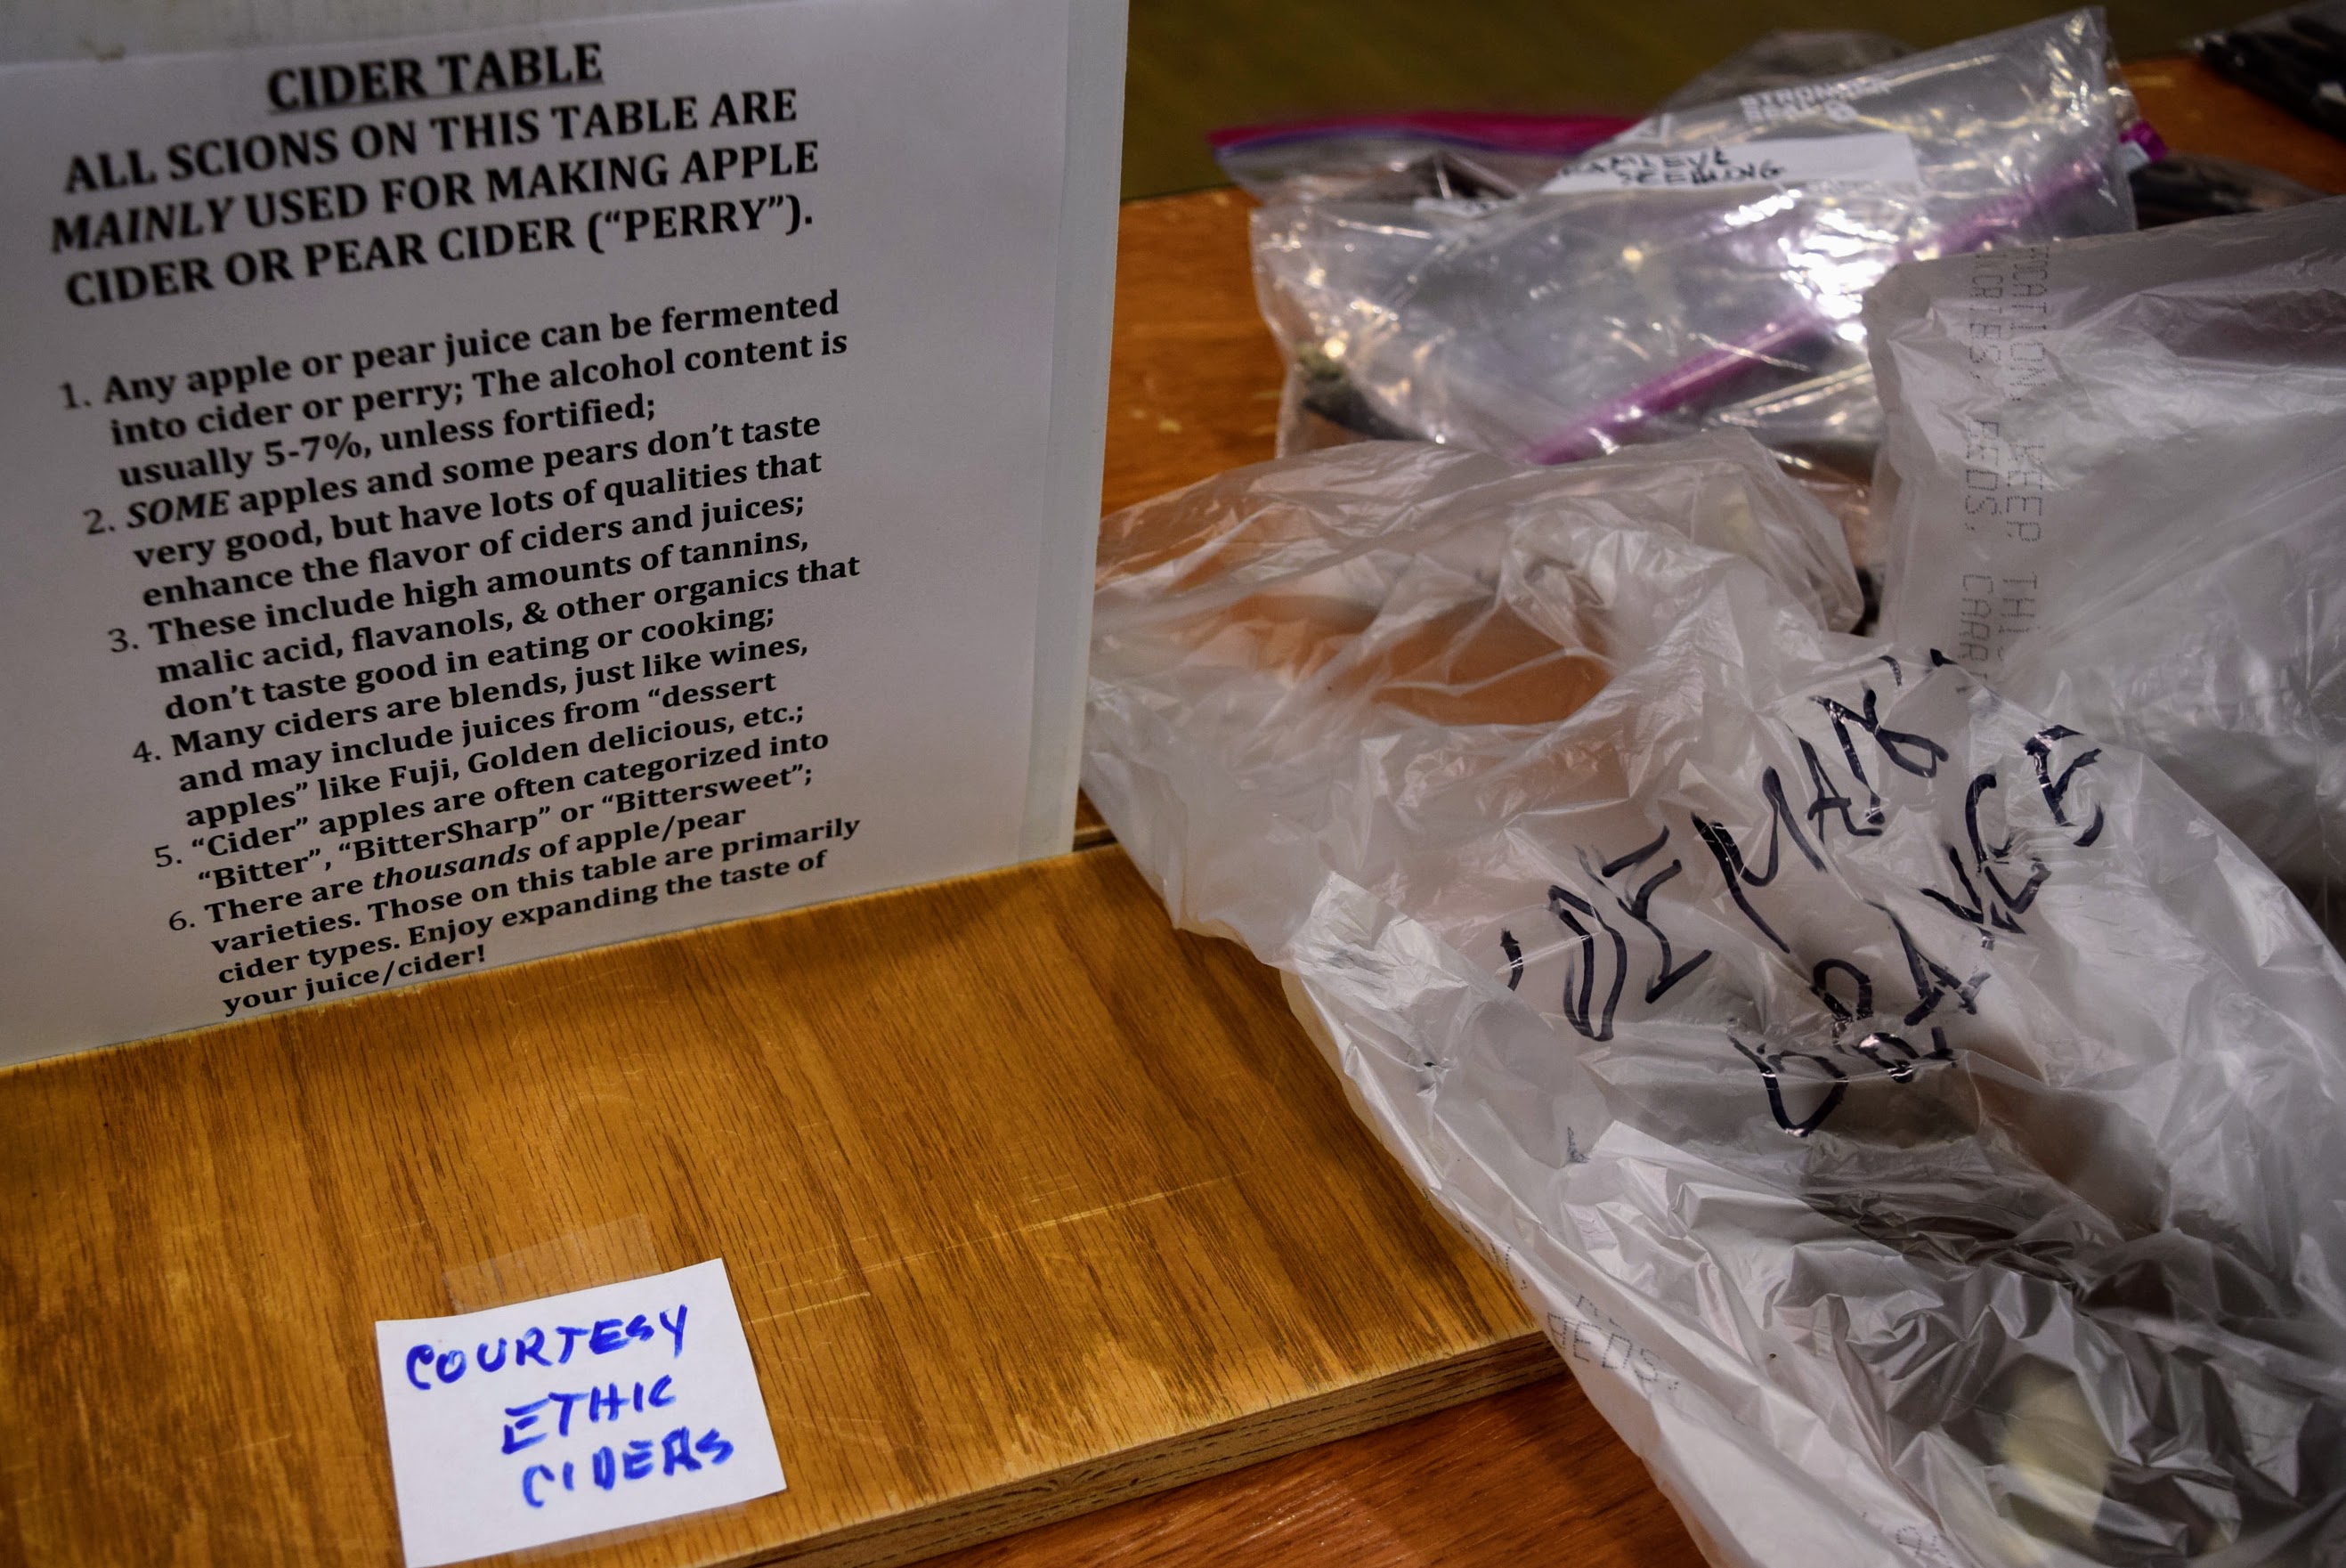 CIDER TABLE
ALL SCIONS ON THIS TABLE ARE
MAINLY USED FOR MAKING APPLE
CIDER OR PEAR CIDER (“PERRY”).
1. Any apple or pear juice can be fermented
into cider or perry; The alcohol content is
usually 5-7%, unless fortified;
2. SOME apples and some pears don’t taste
very good, but have lots of qualities that
enhance the flavor of ciders and juices;
3. These include high amounts of tannins,
malic acid, flavanols, & other organics that
don’t taste good in eating or cooking;
4. Many ciders are blends, just like wines,
and may include juices from “dessert
apples” like Fuji, Golden delicious, etc.;
5. “Cider” apples are often categorized into
“Bitter”, “BitterSharp” or “Bittersweet”;
6. There are thousands of apple/pear
varieties. Those on this table are primarily
cider types. Enjoy expanding the taste of
your juice/cider!
COURTESY
ETHIC
CIDERS
SEEDLING
KEEP THIS
CRIBS, BEDS, CARR
BEDS,